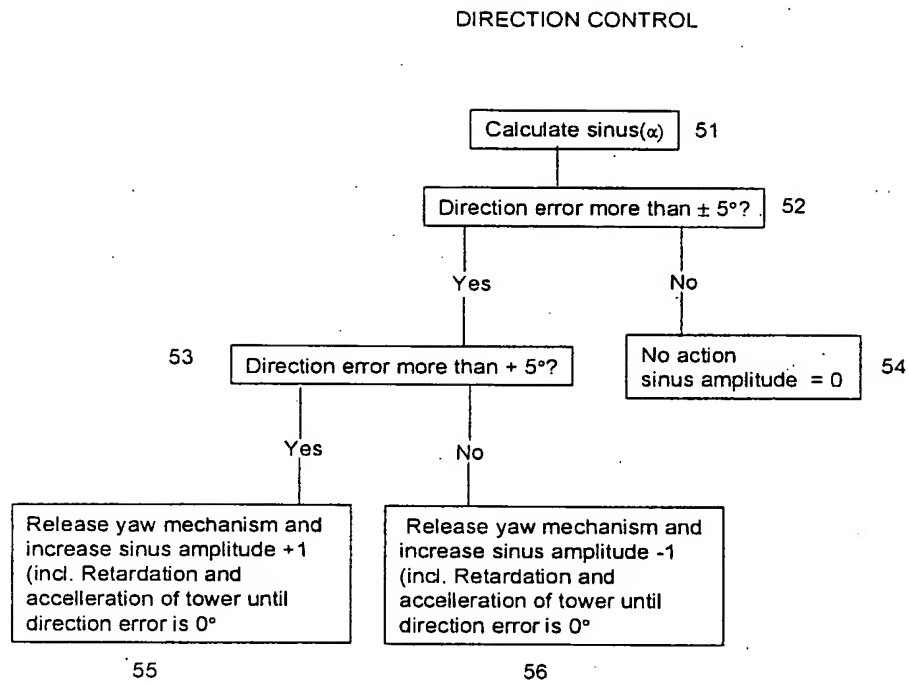 DIRECTION CONTROL
Calculate sinus(α) 51
Direction error more than ± 5°? 52
Yes
No
53 Direction error more than + 5°?
No action
sinus amplitude = 0
54
Yes
No
Release yaw mechanism and
increase sinus amplitude +1
(incl. Retardation and
accelleration of tower until
direction error is 0°
Release yaw mechanism and
increase sinus amplitude -1
(incl. Retardation and
accelleration of tower until
direction error is 0°
55
56